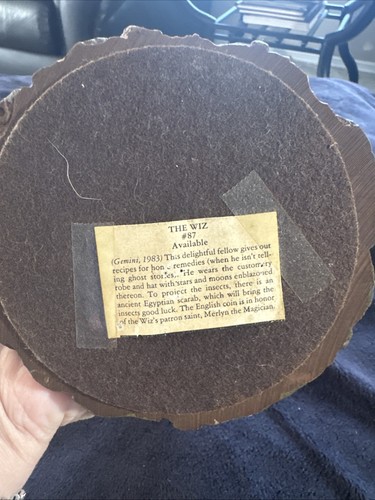 THE WIZ
#87
Available
(Gemini, 1983) This delightful fellow gives out
recipes for home remedies (when he isn't tell-
ing ghost stories... He wears the customary
robe and hat with stars and moons emblazoned
thereon. To protect the insects, there is an
ancient Egyptian scarab, which will bring the
insects good luck. The English coin is in honor
of the Wiz's patron saint, Merlyn the Magician.